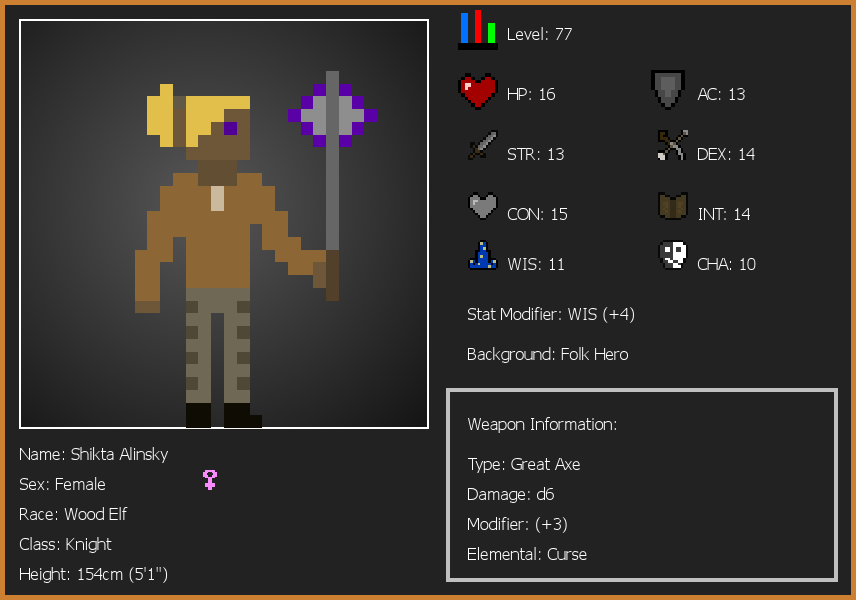 Level: 77
HP: 16
AC: 13
STR: 13
DEX: 14
CON: 15
INT: 14
WIS: 11
CHA: 10
Stat Modifier: WIS (+4)
Background: Folk Hero
Weapon Information:
Type: Great Axe
Damage: d6
Modifier: (+3)
Elemental: Curse
Name: Shikta Alinsky
Sex: Female
Race: Wood Elf
Class: Knight
Height: 154cm (5'1")